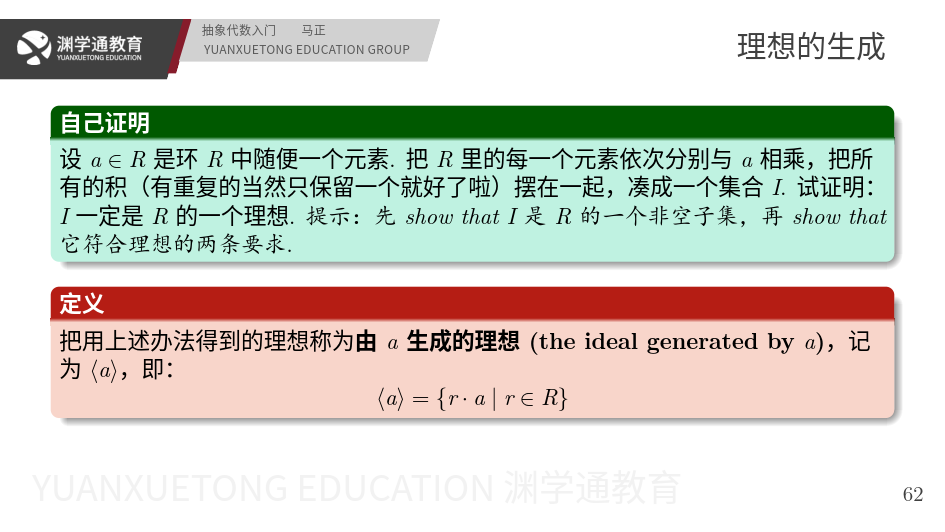 渊学通教育
YUANXUETONG EDUCATION
抽象代数入门 马正
YUANXUETONG EDUCATION GROUP
理想的生成
自己证明
设 a ∈ R 是环 R 中随便一个元素. 把 R 里的每一个元素依次分别与 a 相乘，把所
有的积（有重复的当然只保留一个就好了啦）摆在一起，凑成一个集合 I. 试证明：
I 一定是 R 的一个理想. 提示：先 show that I 是 R 的一个非空子集，再 show that
它符合理想的两条要求.
定义
把用上述办法得到的理想称为由 a 生成的理想 (the ideal generated by a)，记
为 ⟨a⟩，即：
⟨a⟩ = {r · a | r ∈ R}
YUANXUETONG EDUCATION 渊学通教育
62